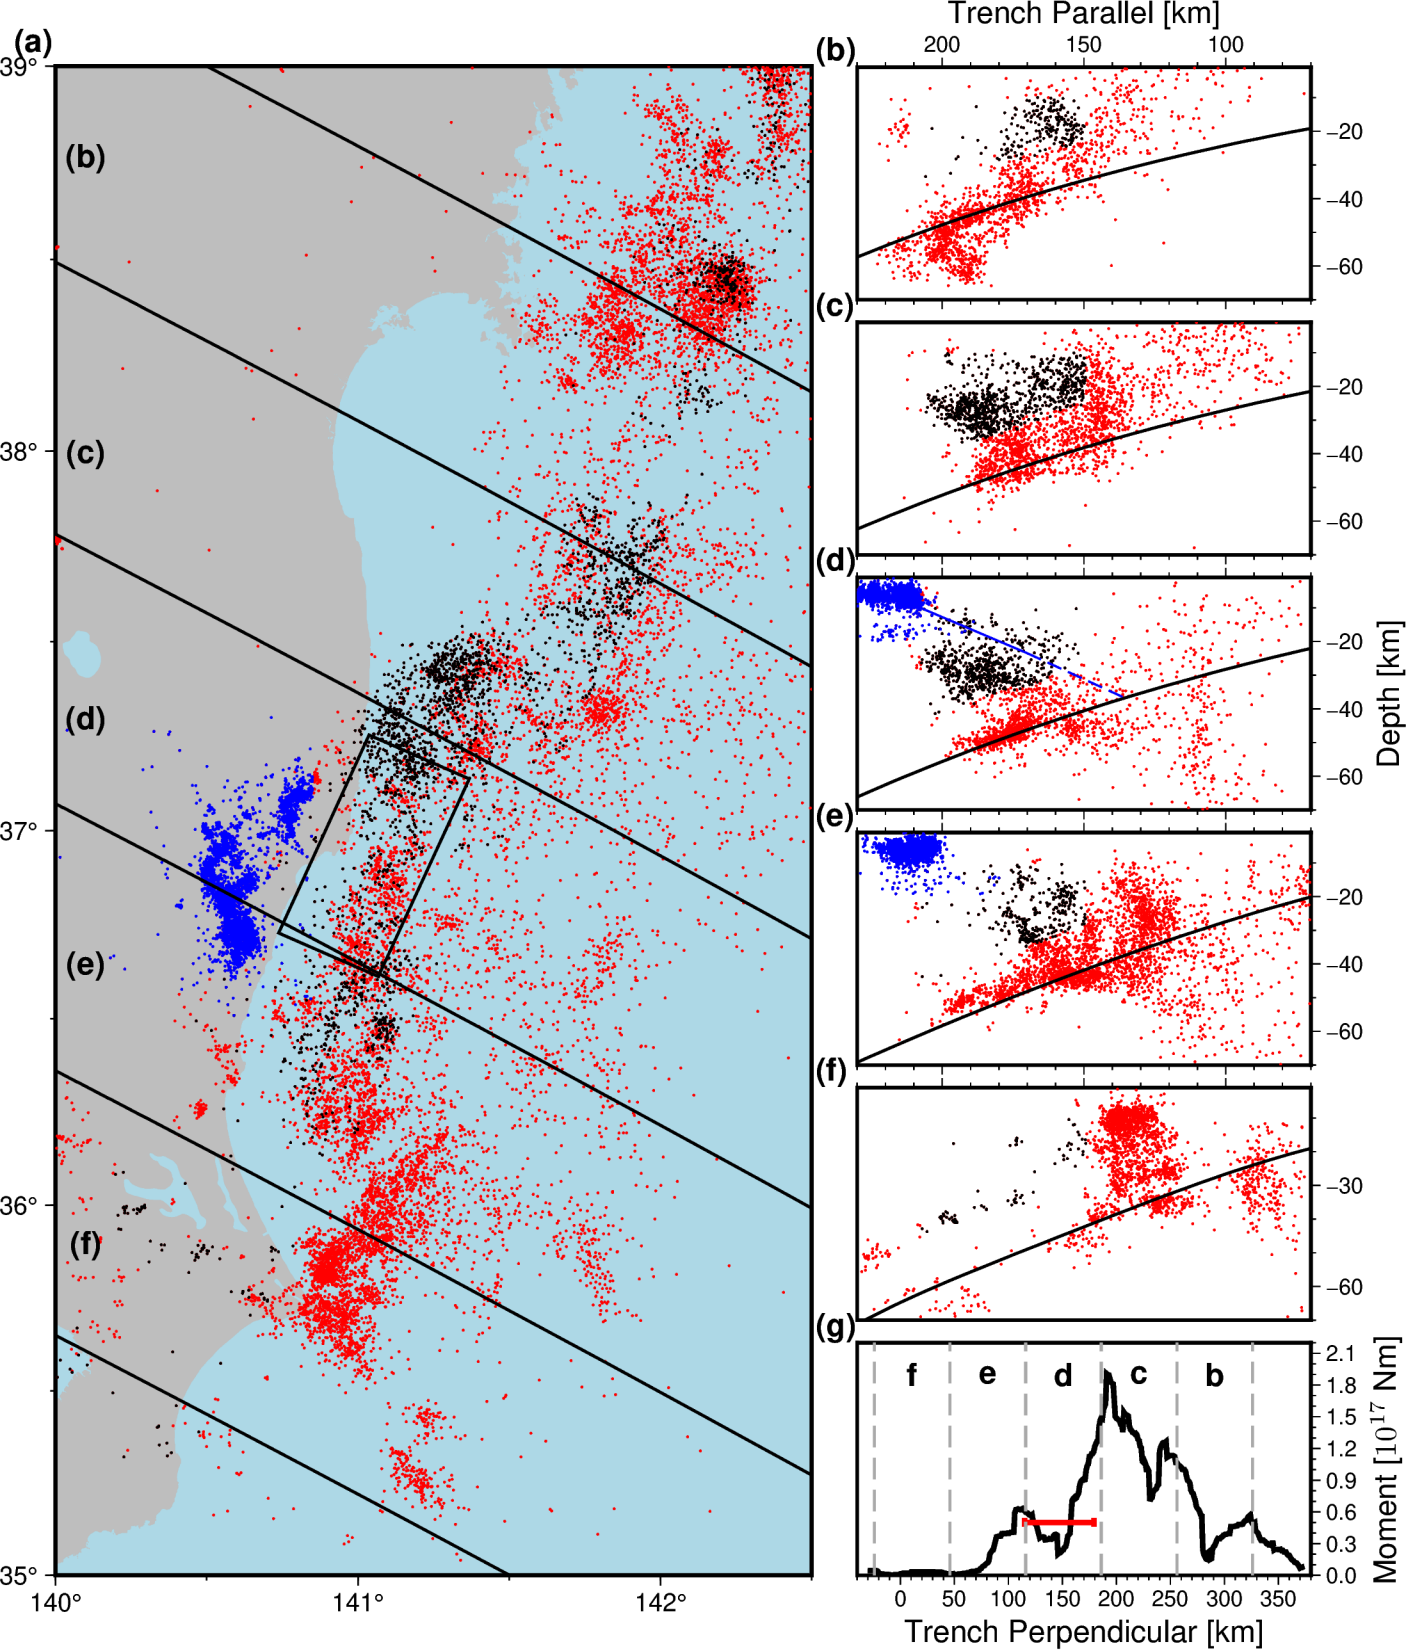 (a)
39°
38°
37°
36°
35°
140°
141°
142°
(b)
(c)
(d)
(e)
(f)
Trench Parallel [km]
200
150
100
(b)
−20
−40
−60
(c)
−20
−40
−60
(d)
−20
−40
−60
Depth [km]
(e)
−20
−40
−60
(f)
−30
−60
(g)
f
e
d
c
b
2.1
1.8
1.5
1.2
0.9
0.6
0.3
0.0
Moment [10¹⁷ Nm]
0
50
100
150
200
250
300
350
Trench Perpendicular [km]